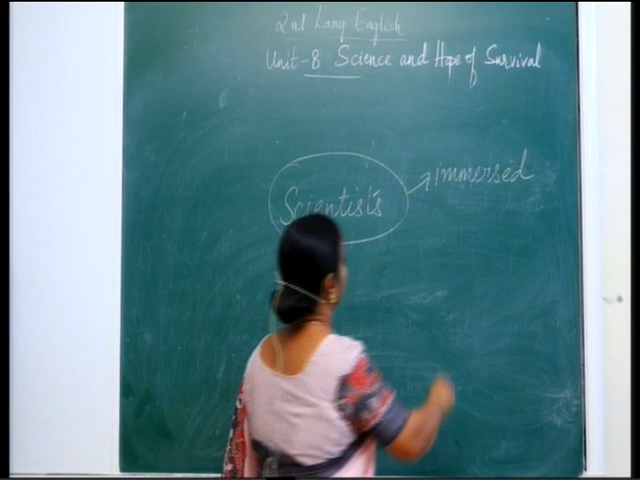 2nd Lang English
Unit-8 Science and Hope of Survival
Scientists
immersed